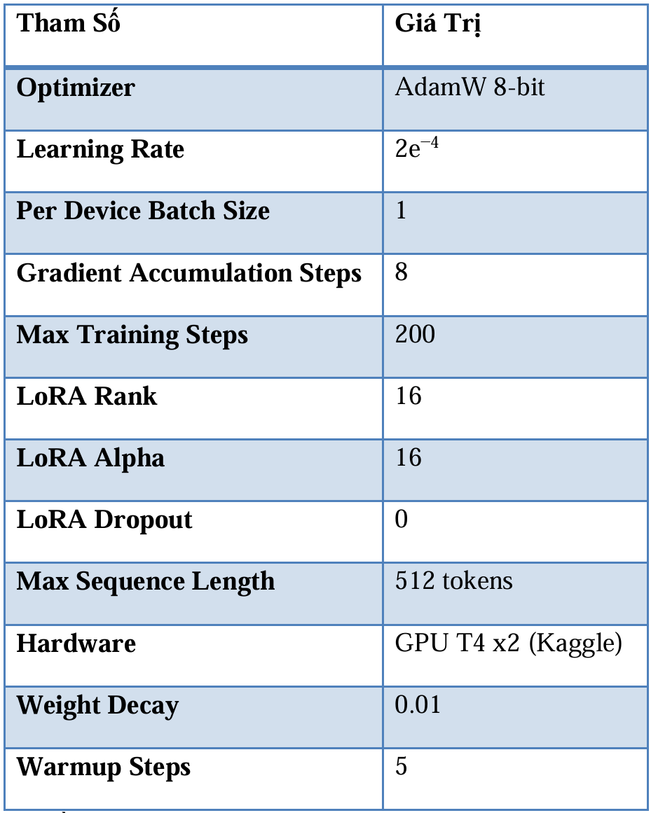 Tham Số Giá Trị
Optimizer AdamW 8-bit
Learning Rate 2e⁻⁴
Per Device Batch Size 1
Gradient Accumulation Steps 8
Max Training Steps 200
LoRA Rank 16
LoRA Alpha 16
LoRA Dropout 0
Max Sequence Length 512 tokens
Hardware GPU T4 x2 (Kaggle)
Weight Decay 0.01
Warmup Steps 5